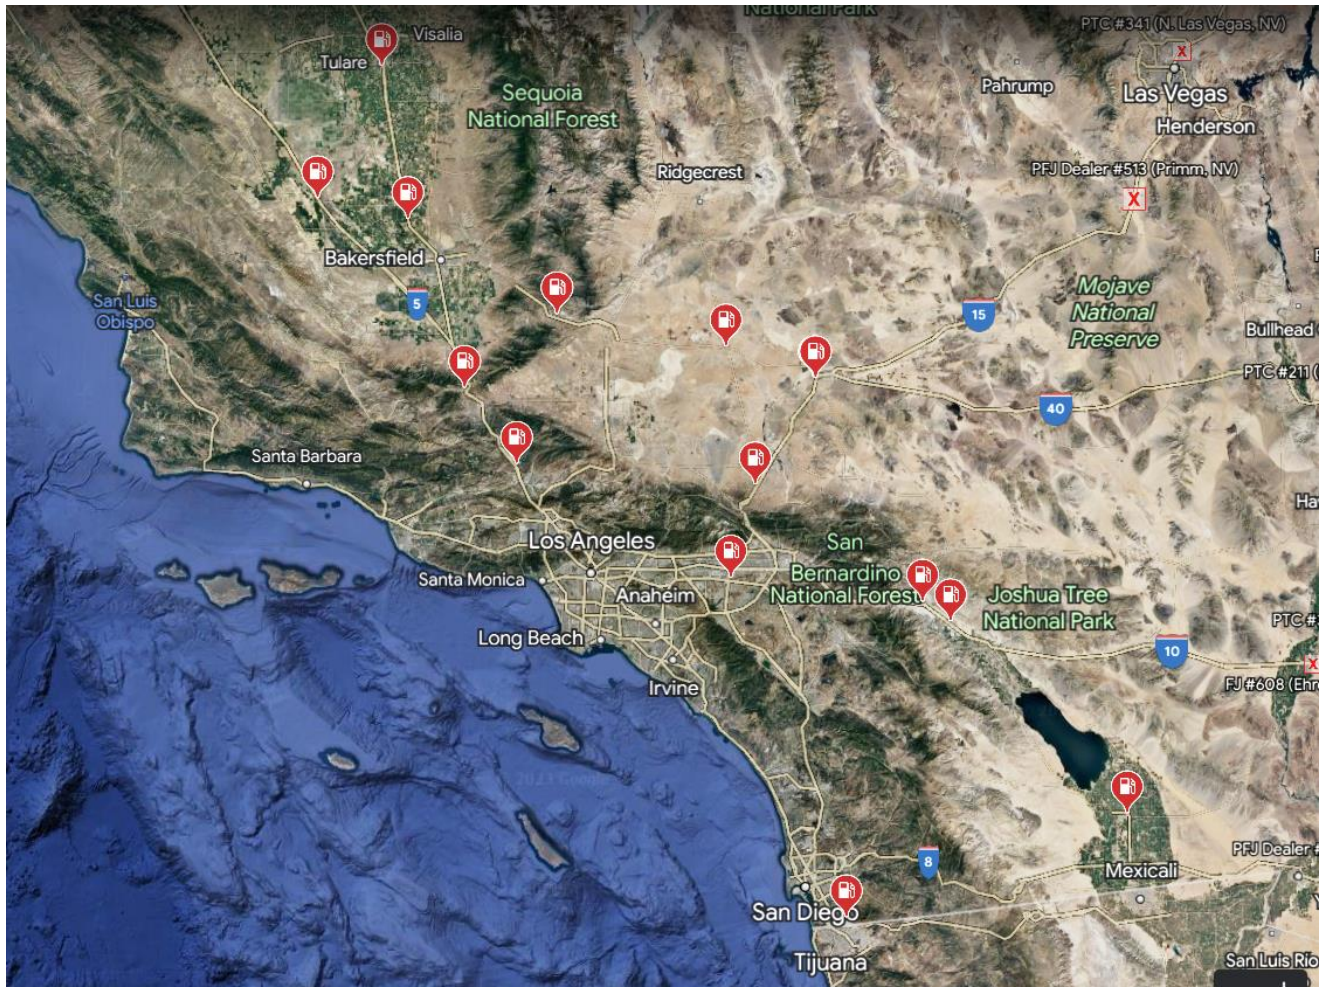 National Park
PTC #341 (N. Las Vegas, NV)
Visalia
Tulare
Pahrump
Las Vegas
Sequoia
National Forest
Henderson
Ridgecrest
PFJ Dealer #513 (Primm, NV)
X
X
Bakersfield
San Luis
Obispo
5
15
Mojave
National
Preserve
Bullhead
PTC #211 (
40
Santa Barbara
Ha
Los Angeles
San
Bernardino
National Forest
Santa Monica
Anaheim
Joshua Tree
National Park
PTC #
Long Beach
10
X
Irvine
FJ #608 (Ehr
8
PFJ Dealer #
Mexicali
San Diego
Tijuana
San Luis Río